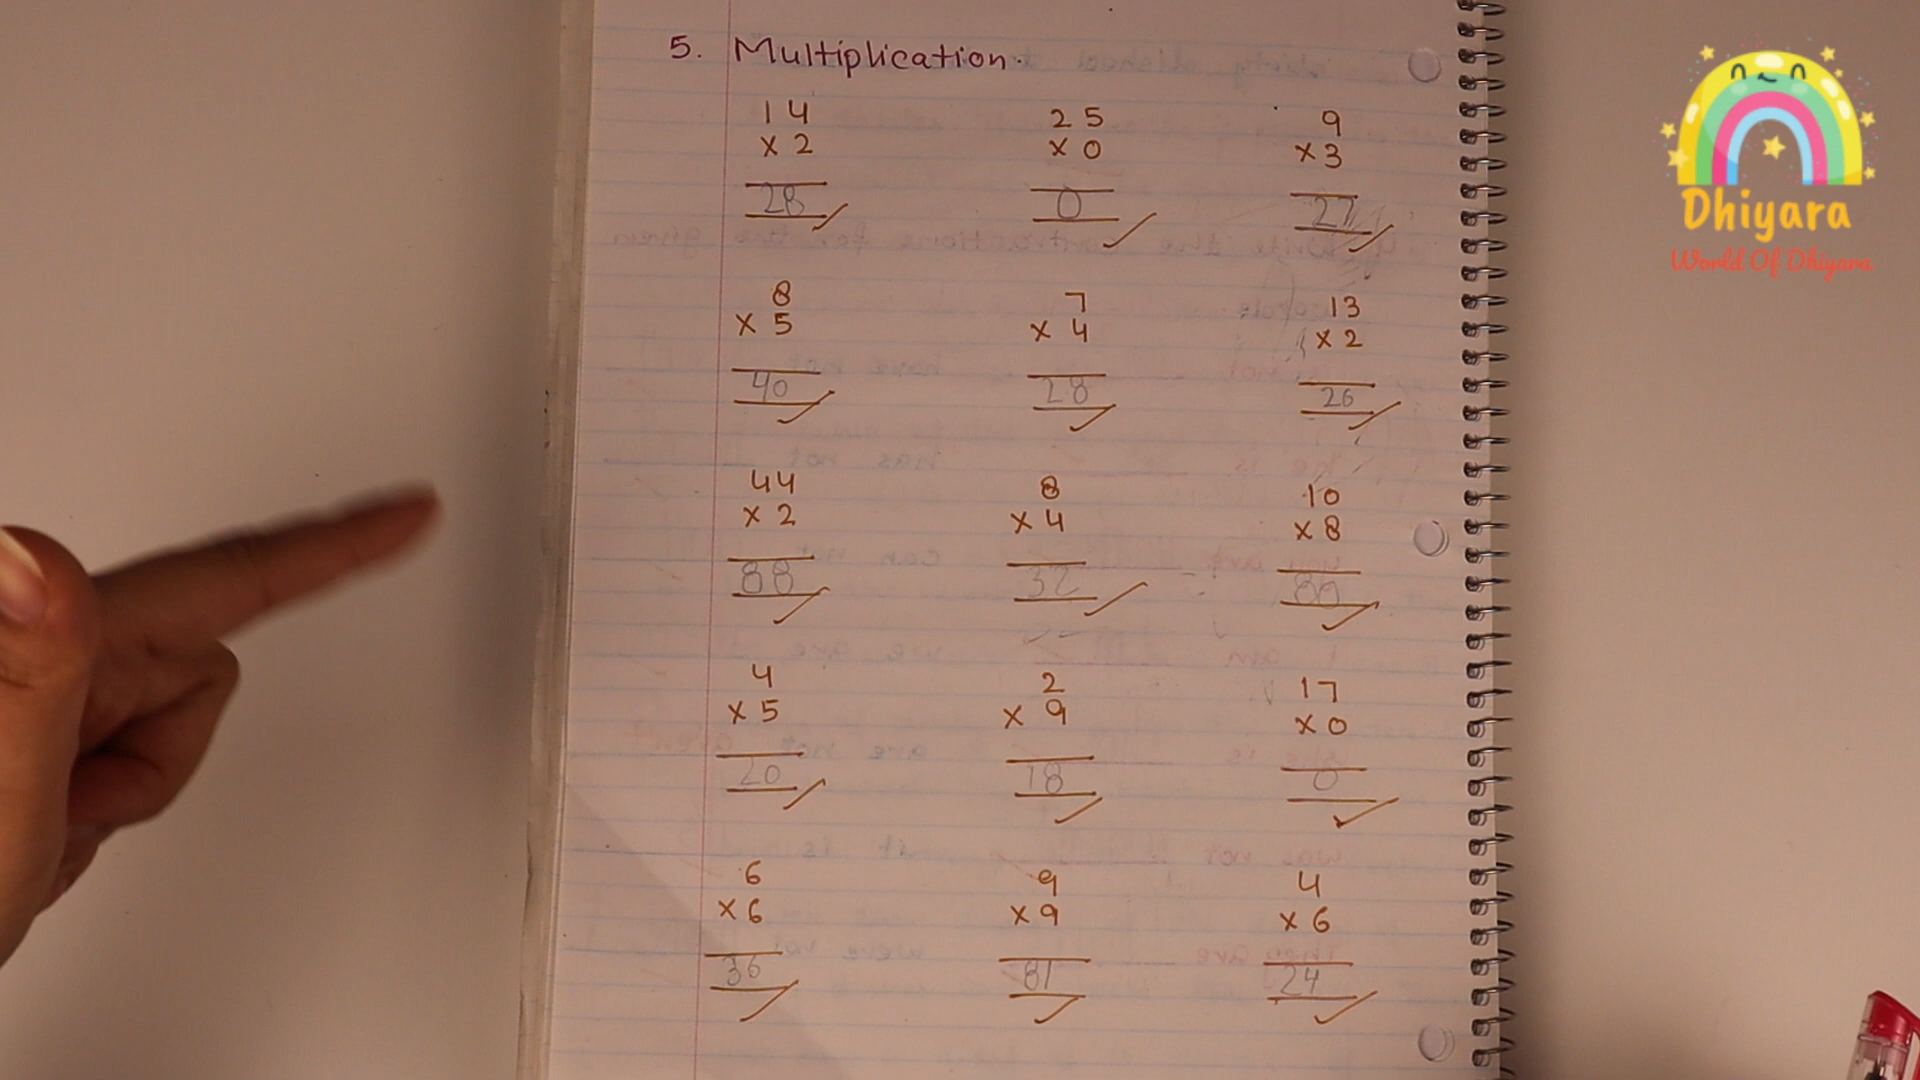 5. Multiplication.
14 25 9
x 2 x 0 x 3
28 0 27
8 7 13
x 5 x 4 x 2
40 28 26
44 8 10
x 2 x 4 x 8
88 32 80
4 2 17
x 5 x 9 x 0
20 18 0
6 9 4
x 6 x 9 x 6
36 81 24
Dhiyara
World Of Dhiyara